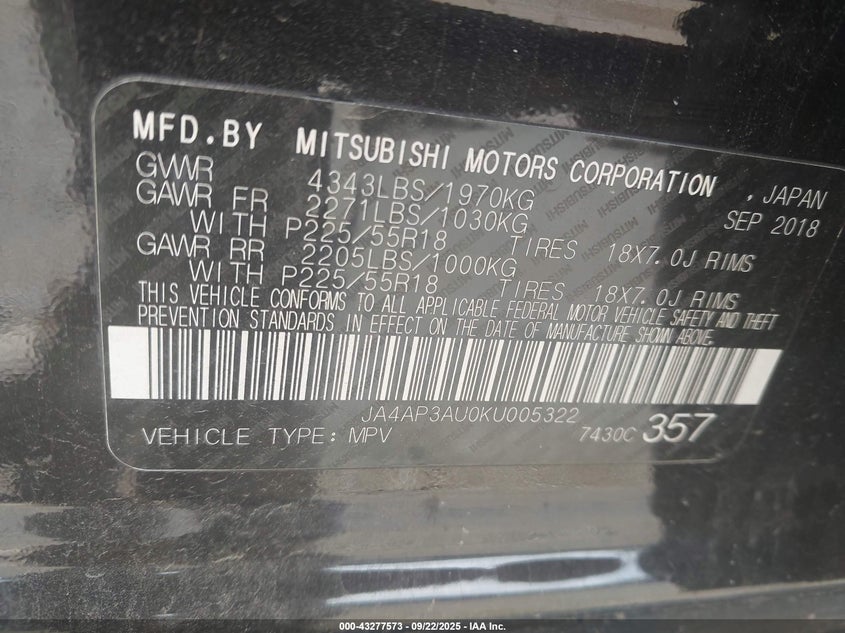 MFD.BY MITSUBISHI MOTORS CORPORATION , JAPAN
GVWR 4343LBS/1970KG SEP 2018
GAWR FR 2271LBS/1030KG
WITH P225/55R18 TIRES 18X7.0J RIMS
GAWR RR 2205LBS/1000KG
WITH P225/55R18 TIRES 18X7.0J RIMS
THIS VEHICLE CONFORMS TO ALL APPLICABLE FEDERAL MOTOR VEHICLE SAFETY AND THEFT
PREVENTION STANDARDS IN EFFECT ON THE DATE OF MANUFACTURE SHOWN ABOVE.
JA4AP3AU0KU005322
VEHICLE TYPE: MPV 7430C 357
000-43277573 - 09/22/2025 - IAA Inc.